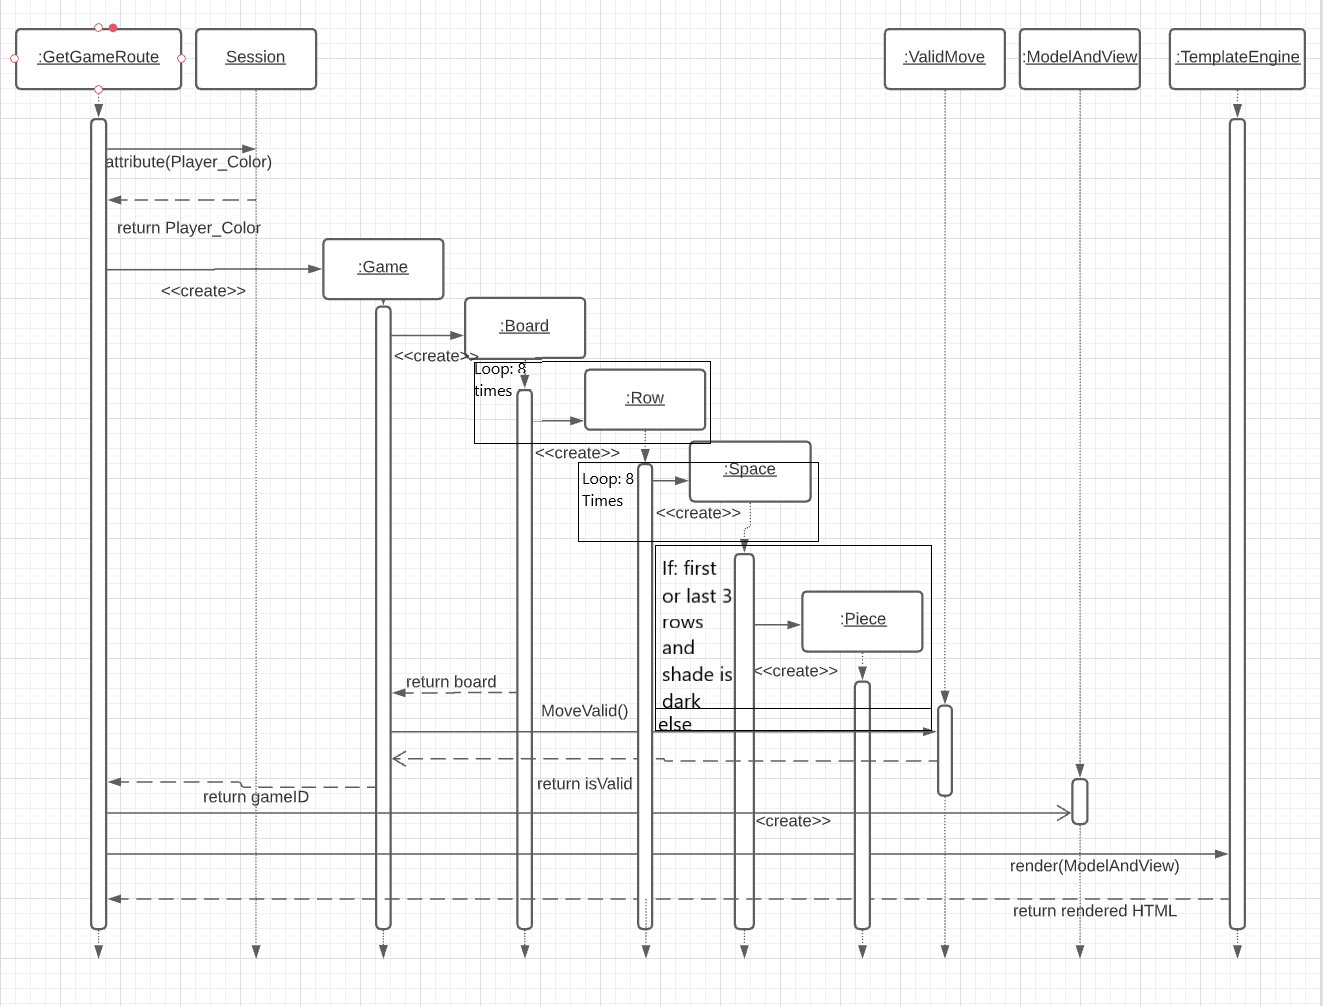 :GetGameRoute
Session
:ValidMove
:ModelAndView
:TemplateEngine
attribute(Player_Color)
return Player_Color
:Game
<<create>>
:Board
<<create>>
Loop: 8
times
:Row
<<create>>
:Space
Loop: 8
Times
<<create>>
If: first
or last 3
rows
and
shade is
dark
:Piece
<<create>>
return board
MoveValid()
else
return isValid
return gameID
<<create>>
render(ModelAndView)
return rendered HTML